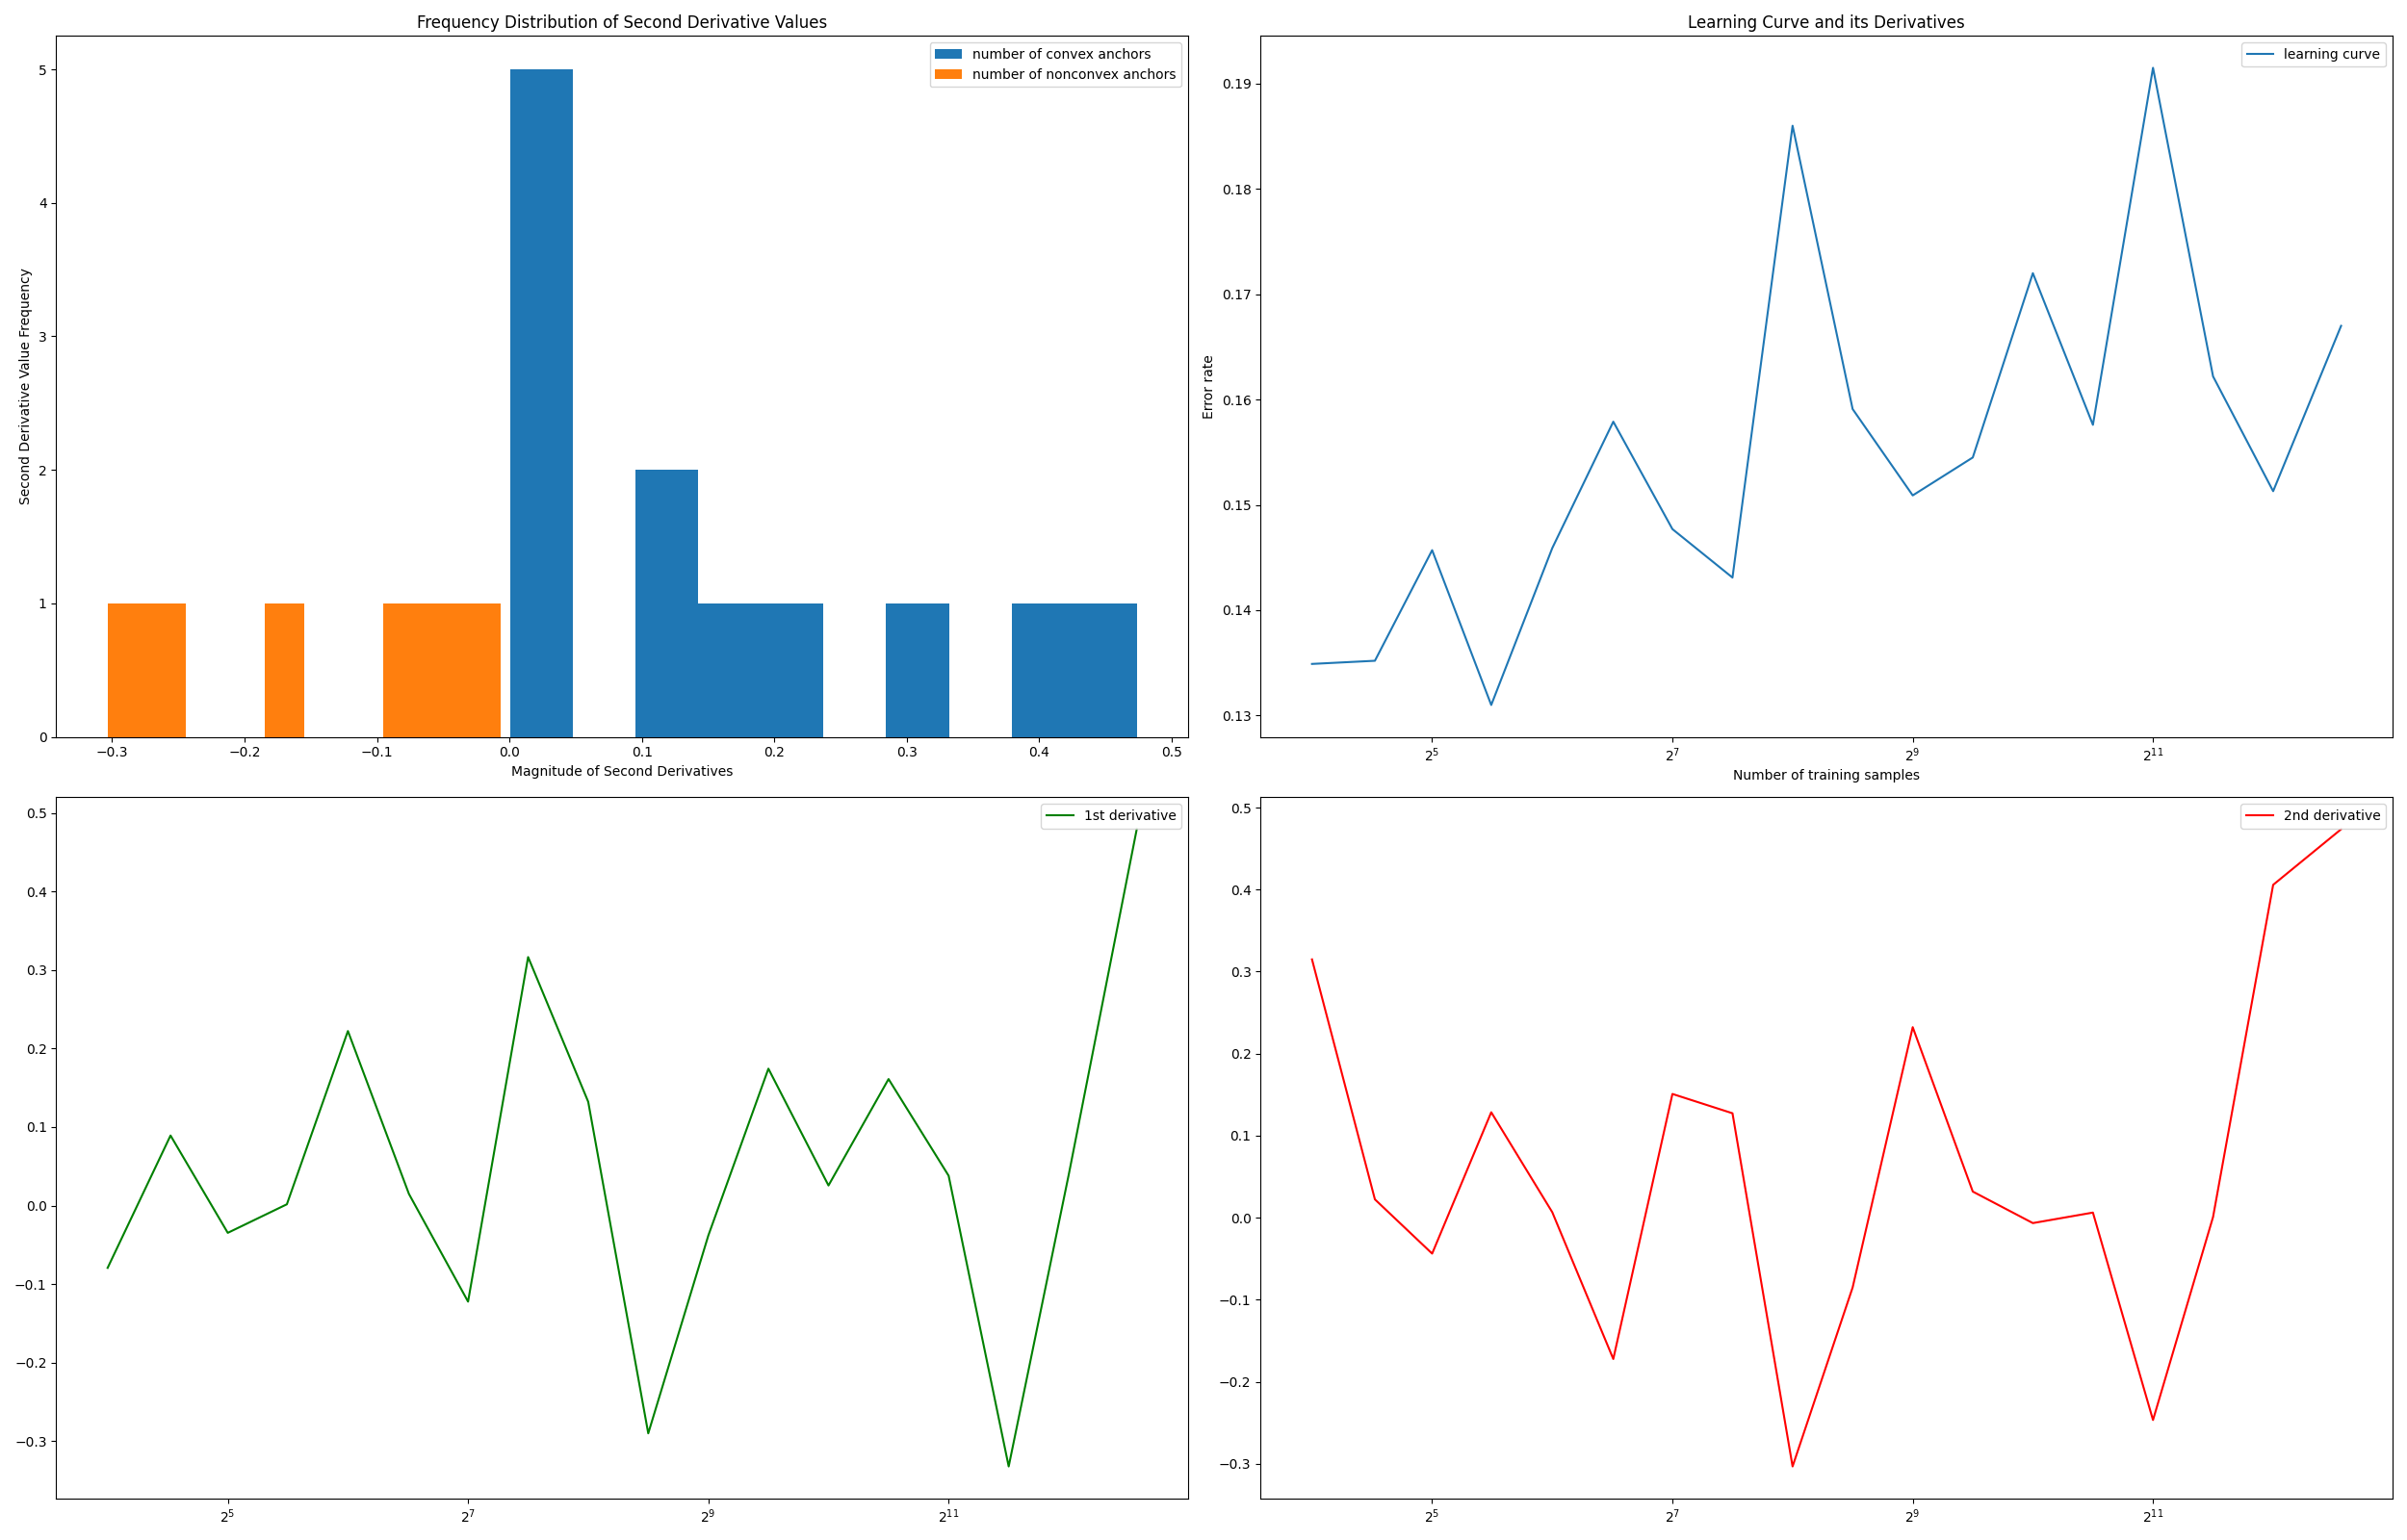 Frequency Distribution of Second Derivative Values
number of convex anchors
number of nonconvex anchors
5
4
3
2
1
0
Second Derivative Value Frequency
−0.3 −0.2 −0.1 0.0 0.1 0.2 0.3 0.4 0.5
Magnitude of Second Derivatives
Learning Curve and its Derivatives
learning curve
0.19
0.18
0.17
0.16
0.15
0.14
0.13
Error rate
2⁵ 2⁷ 2⁹ 2¹¹
Number of training samples
1st derivative
0.5
0.4
0.3
0.2
0.1
0.0
−0.1
−0.2
−0.3
2⁵ 2⁷ 2⁹ 2¹¹
2nd derivative
0.5
0.4
0.3
0.2
0.1
0.0
−0.1
−0.2
−0.3
2⁵ 2⁷ 2⁹ 2¹¹